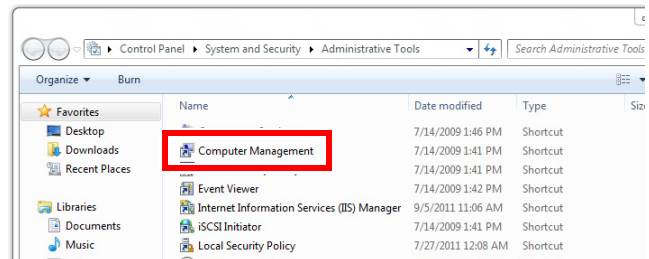 Control Panel ▸ System and Security ▸ Administrative Tools
Search Administrative Tools
Organize ▾ Burn
Name Date modified Type Siz
Favorites
Desktop
Downloads
Recent Places
Libraries
Documents
Music
7/14/2009 1:46 PM Shortcut
Computer Management 7/14/2009 1:41 PM Shortcut
7/14/2009 1:41 PM Shortcut
Event Viewer 7/14/2009 1:42 PM Shortcut
Internet Information Services (IIS) Manager 9/5/2011 11:06 AM Shortcut
iSCSI Initiator 7/14/2009 1:41 PM Shortcut
Local Security Policy 7/27/2011 12:08 AM Shortcut